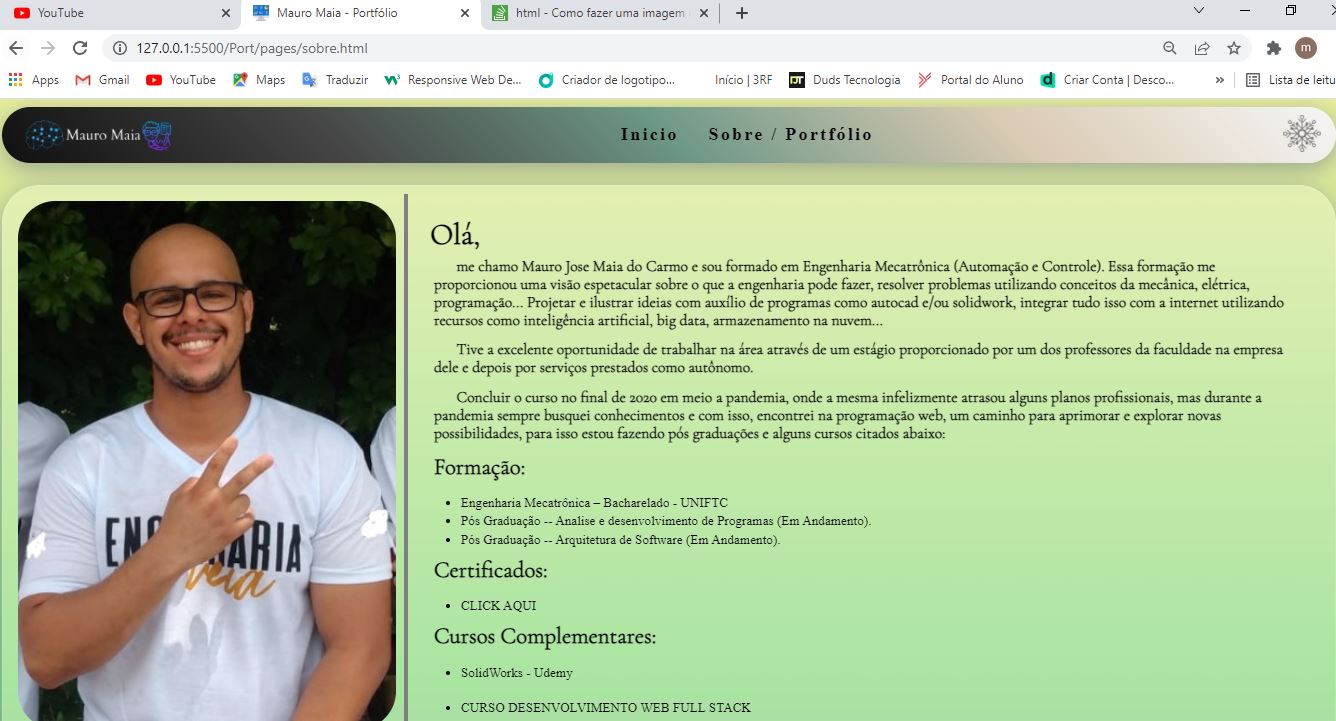 YouTube
Mauro Maia - Portfólio
html - Como fazer uma imagem
127.0.0.1:5500/Port/pages/sobre.html
m
Apps Gmail YouTube Maps Traduzir Responsive Web De... Criador de logotipo... Início | 3RF Duds Tecnologia Portal do Aluno Criar Conta | Desco... » Lista de leitu
Mauro Maia
Inicio Sobre / Portfólio
Olá,
me chamo Mauro Jose Maia do Carmo e sou formado em Engenharia Mecatrônica (Automação e Controle). Essa formação me
proporcionou uma visão espetacular sobre o que a engenharia pode fazer, resolver problemas utilizando conceitos da mecânica, elétrica,
programação... Projetar e ilustrar ideias com auxílio de programas como autocad e/ou solidwork, integrar tudo isso com a internet utilizando
recursos como inteligência artificial, big data, armazenamento na nuvem...
Tive a excelente oportunidade de trabalhar na área através de um estágio proporcionado por um dos professores da faculdade na empresa
dele e depois por serviços prestados como autônomo.
Concluir o curso no final de 2020 em meio a pandemia, onde a mesma infelizmente atrasou alguns planos profissionais, mas durante a
pandemia sempre busquei conhecimentos e com isso, encontrei na programação web, um caminho para aprimorar e explorar novas
possibilidades, para isso estou fazendo pós graduações e alguns cursos citados abaixo:
Formação:
Engenharia Mecatrônica – Bacharelado - UNIFTC
Pós Graduação -- Analise e desenvolvimento de Programas (Em Andamento).
Pós Graduação -- Arquitetura de Software (Em Andamento).
Certificados:
CLICK AQUI
Cursos Complementares:
SolidWorks - Udemy
CURSO DESENVOLVIMENTO WEB FULL STACK